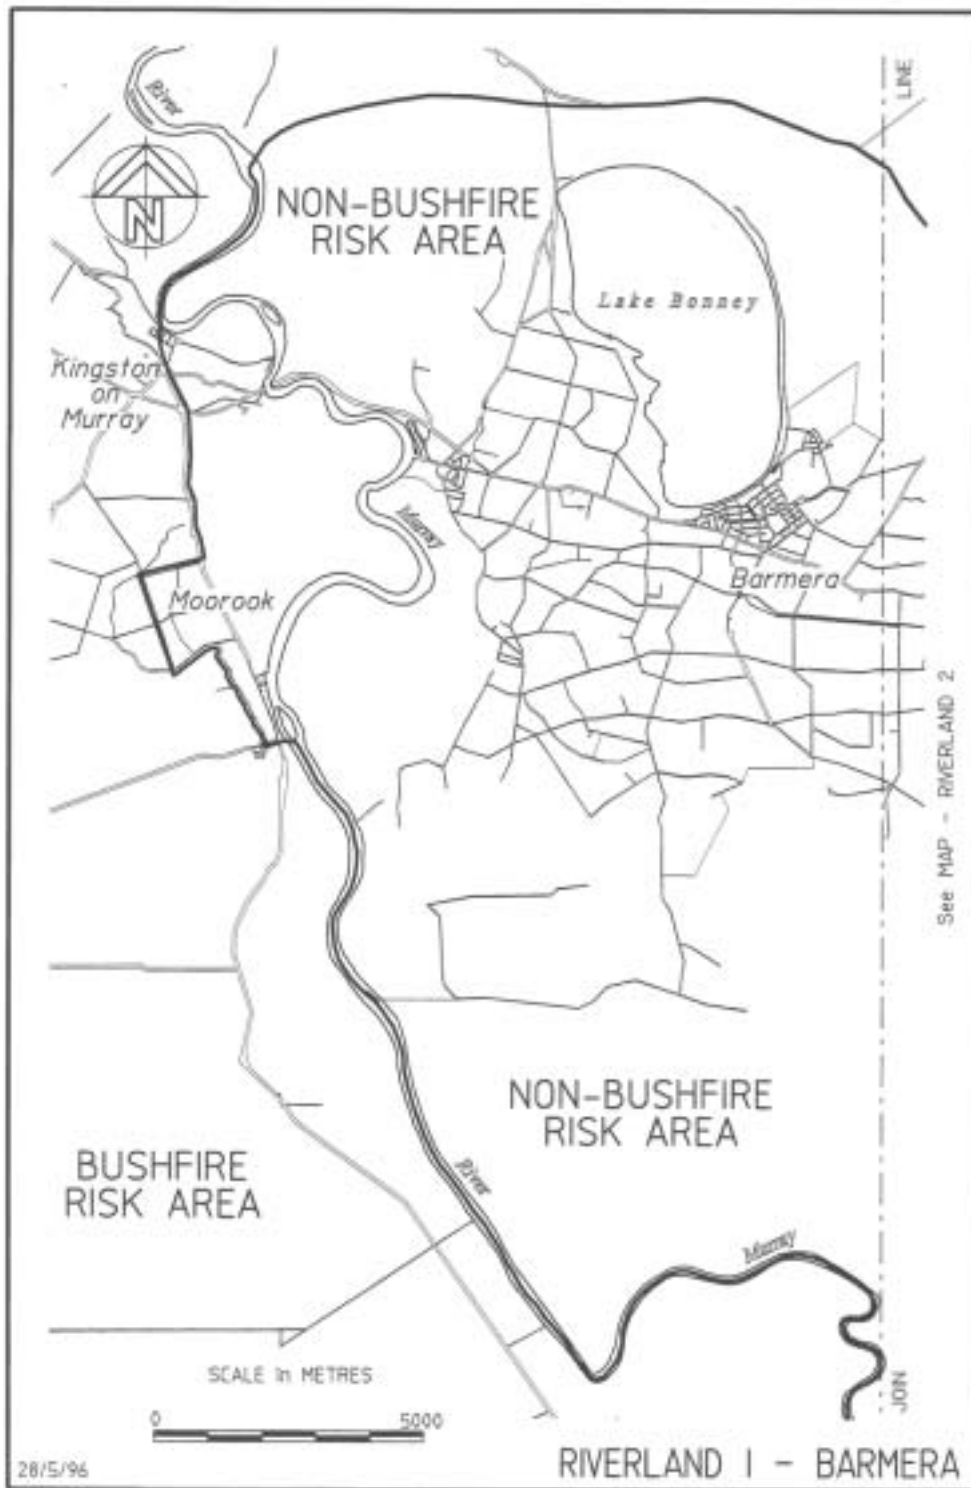 LINE
River
N
NON-BUSHFIRE
RISK AREA
Lake Bonney
Kingston
on
Murray
Murray
Moorook
Barmera
See MAP - RIVERLAND 2
NON-BUSHFIRE
RISK AREA
BUSHFIRE
RISK AREA
River
Murray
SCALE in METRES
0 5000
JOIN
28/5/96
RIVERLAND 1 - BARMERA